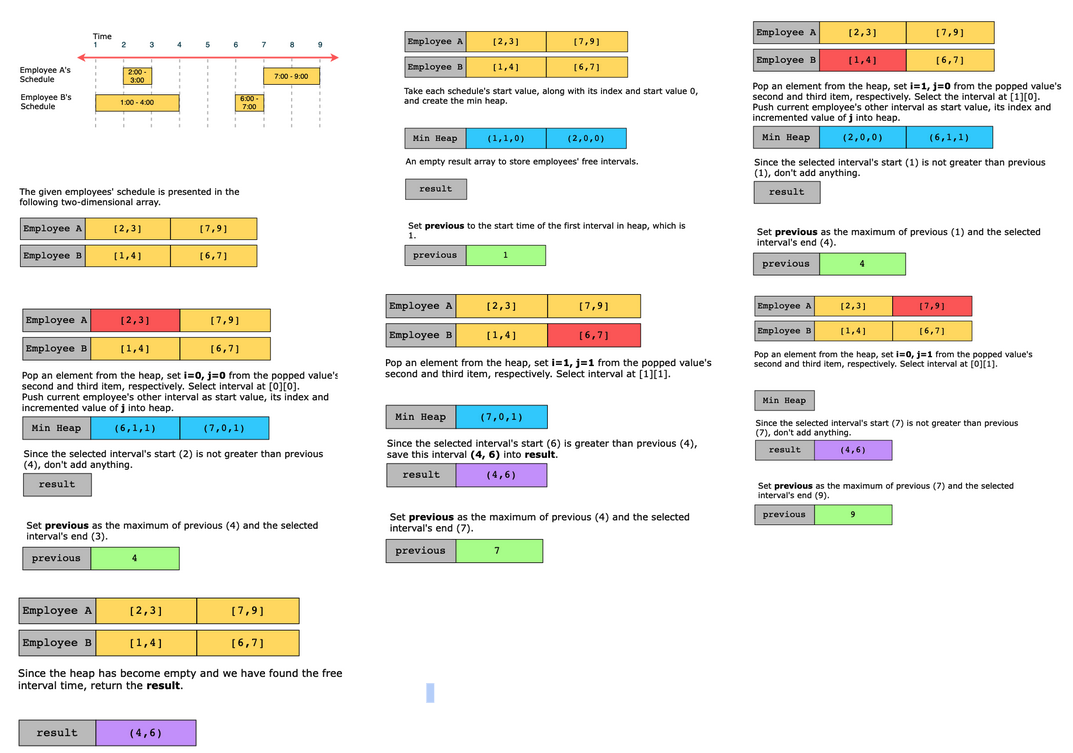 Time
1 2 3 4 5 6 7 8 9
Employee A's
Schedule
2:00 -
3:00
7:00 - 9:00
Employee B's
Schedule
1:00 - 4:00
6:00 -
7:00
The given employees' schedule is presented in the
following two-dimensional array.
Employee A [2,3] [7,9]
Employee B [1,4] [6,7]
Employee A [2,3] [7,9]
Employee B [1,4] [6,7]
Take each schedule's start value, along with its index and start value 0,
and create the min heap.
Min Heap (1,1,0) (2,0,0)
An empty result array to store employees' free intervals.
result
Set previous to the start time of the first interval in heap, which is
1.
previous 1
Employee A [2,3] [7,9]
Employee B [1,4] [6,7]
Pop an element from the heap, set i=1, j=0 from the popped value's
second and third item, respectively. Select the interval at [1][0].
Push current employee's other interval as start value, its index and
incremented value of j into heap.
Min Heap (2,0,0) (6,1,1)
Since the selected interval's start (1) is not greater than previous
(1), don't add anything.
result
Set previous as the maximum of previous (1) and the selected
interval's end (4).
previous 4
Employee A [2,3] [7,9]
Employee B [1,4] [6,7]
Pop an element from the heap, set i=0, j=0 from the popped value's
second and third item, respectively. Select interval at [0][0].
Push current employee's other interval as start value, its index and
incremented value of j into heap.
Min Heap (6,1,1) (7,0,1)
Since the selected interval's start (2) is not greater than previous
(4), don't add anything.
result
Set previous as the maximum of previous (4) and the selected
interval's end (3).
previous 4
Employee A [2,3] [7,9]
Employee B [1,4] [6,7]
Pop an element from the heap, set i=1, j=1 from the popped value's
second and third item, respectively. Select interval at [1][1].
Min Heap (7,0,1)
Since the selected interval's start (6) is greater than previous (4),
save this interval (4, 6) into result.
result (4,6)
Set previous as the maximum of previous (4) and the selected
interval's end (7).
previous 7
Employee A [2,3] [7,9]
Employee B [1,4] [6,7]
Pop an element from the heap, set i=0, j=1 from the popped value's
second and third item, respectively. Select interval at [0][1].
Min Heap
Since the selected interval's start (7) is not greater than previous
(7), don't add anything.
result (4,6)
Set previous as the maximum of previous (7) and the selected
interval's end (9).
previous 9
Employee A [2,3] [7,9]
Employee B [1,4] [6,7]
Since the heap has become empty and we have found the free
interval time, return the result.
result (4,6)